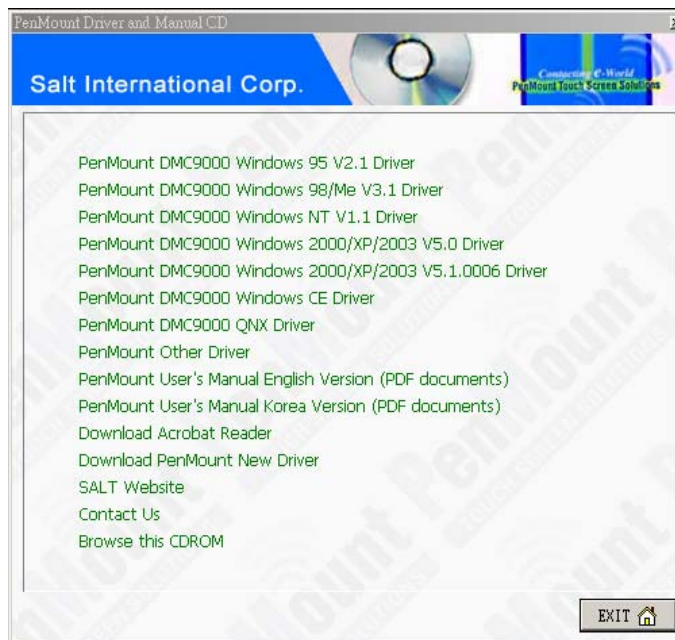 PenMount Driver and Manual CD
Salt International Corp.
Contacting e-World
PenMount Touch Screen Solutions
PenMount DMC9000 Windows 95 V2.1 Driver
PenMount DMC9000 Windows 98/Me V3.1 Driver
PenMount DMC9000 Windows NT V1.1 Driver
PenMount DMC9000 Windows 2000/XP/2003 V5.0 Driver
PenMount DMC9000 Windows 2000/XP/2003 V5.1.0006 Driver
PenMount DMC9000 Windows CE Driver
PenMount DMC9000 QNX Driver
PenMount Other Driver
PenMount User's Manual English Version (PDF documents)
PenMount User's Manual Korea Version (PDF documents)
Download Acrobat Reader
Download PenMount New Driver
SALT Website
Contact Us
Browse this CDROM
EXIT